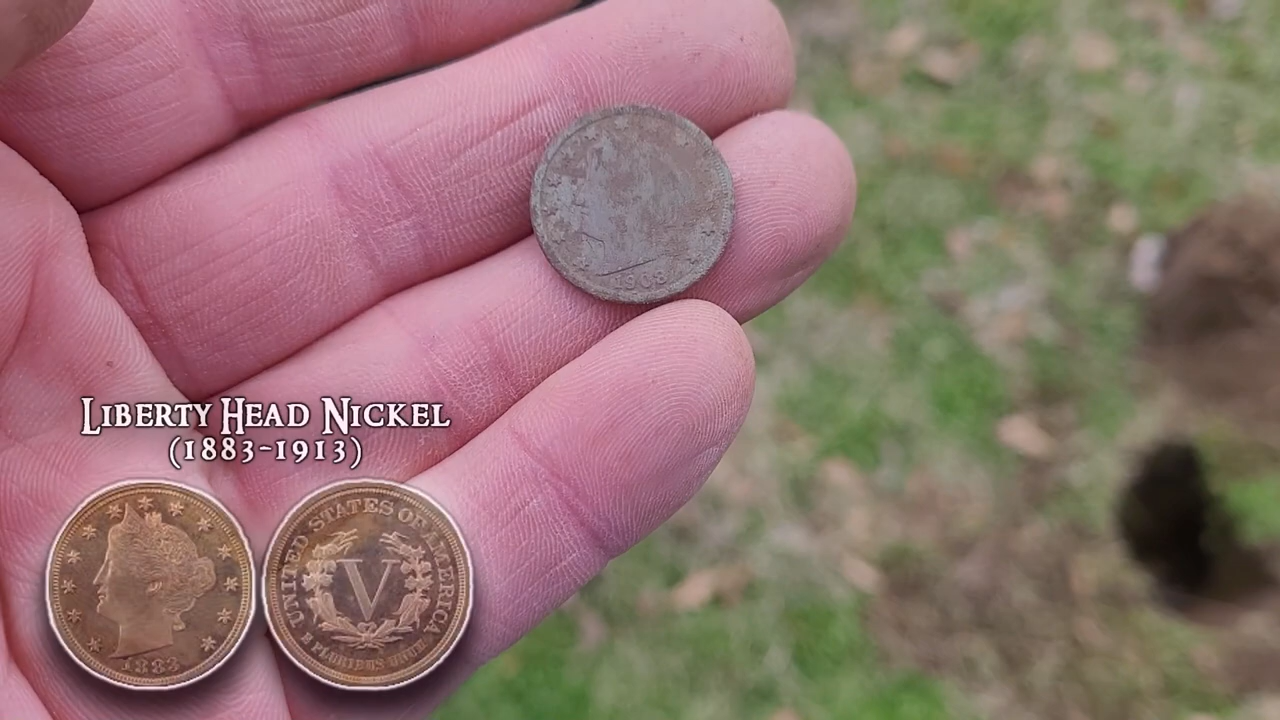 1908
LIBERTY HEAD NICKEL
(1883-1913)
1883
UNITED STATES OF AMERICA
V
E PLURIBUS UNUM